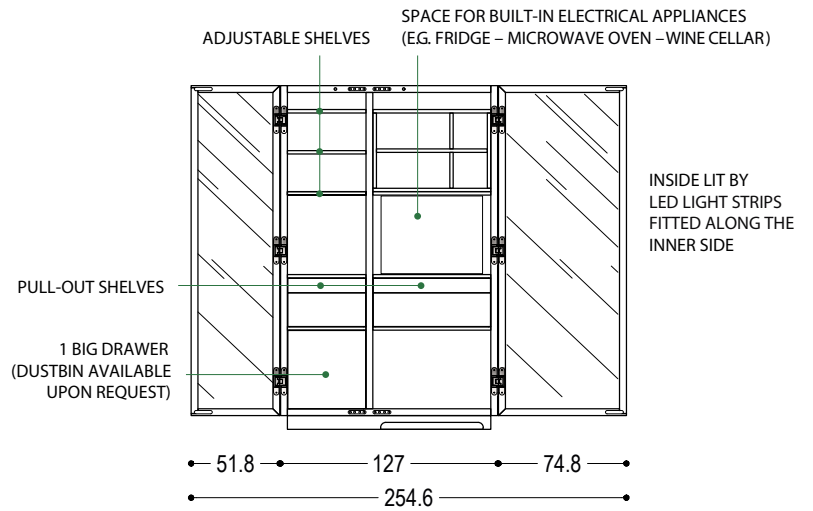 SPACE FOR BUILT-IN ELECTRICAL APPLIANCES
(E.G. FRIDGE – MICROWAVE OVEN – WINE CELLAR)
ADJUSTABLE SHELVES
INSIDE LIT BY
LED LIGHT STRIPS
FITTED ALONG THE
INNER SIDE
PULL-OUT SHELVES
1 BIG DRAWER
(DUSTBIN AVAILABLE
UPON REQUEST)
51.8
127
74.8
254.6